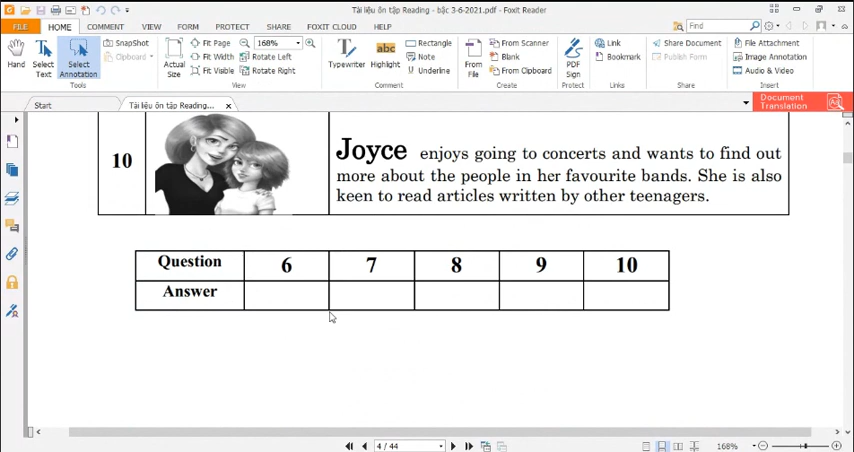 Tài liệu ôn tập Reading - bậc 3-6-2021.pdf - Foxit Reader
FILE HOME COMMENT VIEW FORM PROTECT SHARE FOXIT CLOUD HELP
Find
Hand
Select Text
Select Annotation
SnapShot
Clipboard
Tools
Actual Size
Fit Page
Fit Width
Fit Visible
168%
Rotate Left
Rotate Right
View
Typewriter
Highlight
Rectangle
Note
Underline
Comment
From File
From Scanner
Blank
From Clipboard
Create
PDF Sign
Protect
Link
Bookmark
Links
Share Document
Publish Form
Share
File Attachment
Image Annotation
Audio & Video
Insert
Start
Tài liệu ôn tập Reading...
Document Translation
10
Joyce enjoys going to concerts and wants to find out
more about the people in her favourite bands. She is also
keen to read articles written by other teenagers.
Question 6 7 8 9 10
Answer
4 / 44
168%